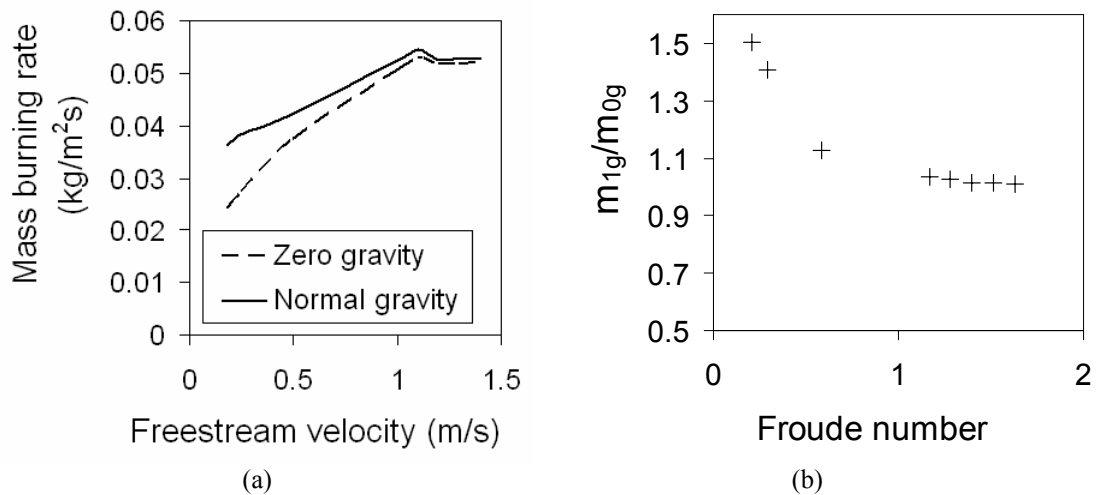 Mass burning rate
(kg/m²s)
0.06
0.05
0.04
0.03
0.02
0.01
0
Zero gravity
Normal gravity
0
0.5
1
1.5
Freestream velocity (m/s)
(a)
m1g/m0g
1.5
1.3
1.1
0.9
0.7
0.5
0
1
2
Froude number
(b)